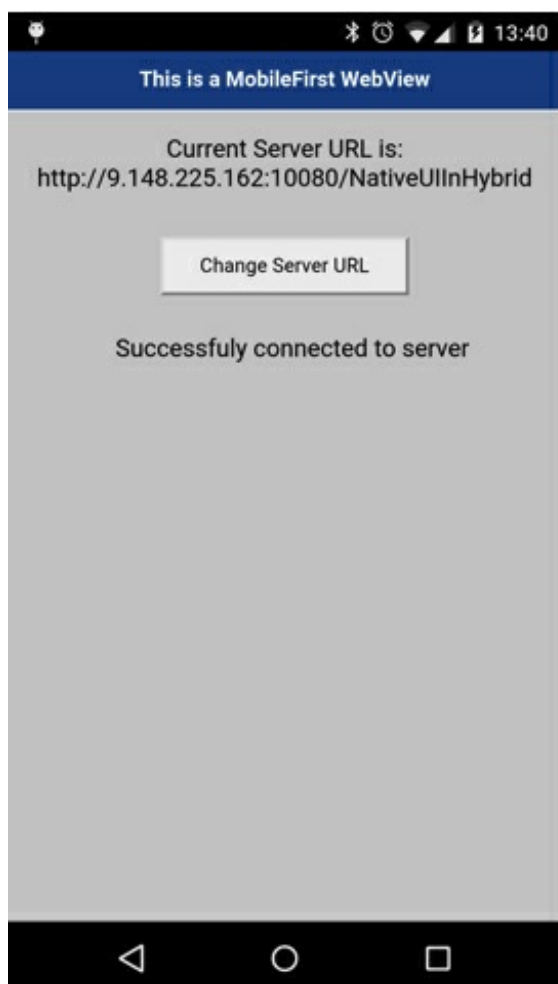 13:40
This is a MobileFirst WebView
Current Server URL is:
http://9.148.225.162:10080/NativeUIInHybrid
Change Server URL
Successfuly connected to server